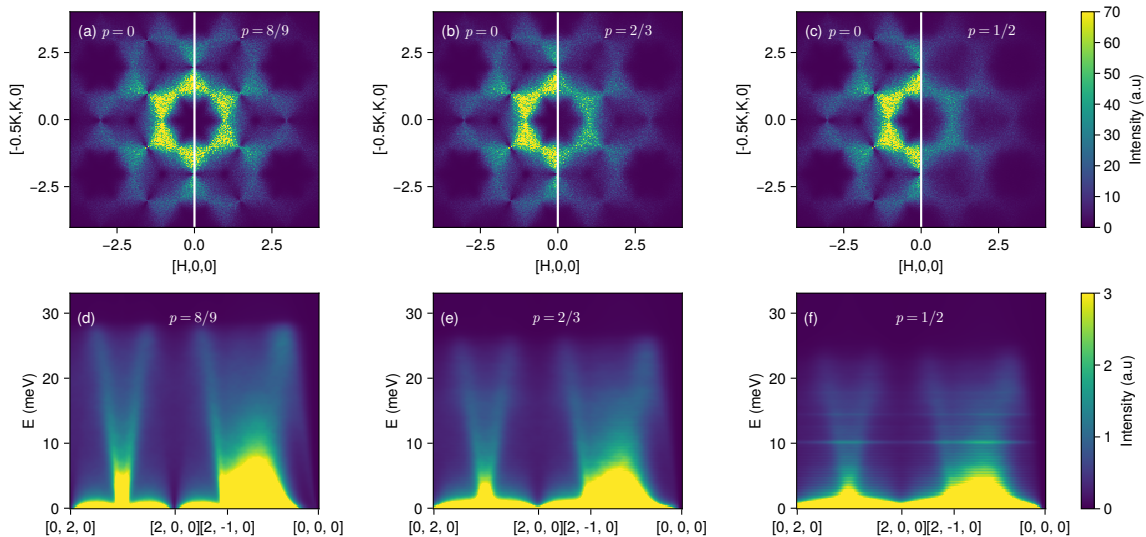 (a) p = 0 p = 8/9
(b) p = 0 p = 2/3
(c) p = 0 p = 1/2
2.5
0.0
−2.5
[-0.5K,K, 0]
−2.5 0.0 2.5
[H,0,0]
2.5
0.0
−2.5
[-0.5K,K, 0]
−2.5 0.0 2.5
[H,0,0]
2.5
0.0
−2.5
[-0.5K,K, 0]
−2.5 0.0 2.5
[H,0,0]
70
60
50
40
30
20
10
0
Intensity (a.u)
(d) p = 8/9
(e) p = 2/3
(f) p = 1/2
30
20
10
0
E (meV)
[0, 2, 0] [2, 0, 0] [2, -1, 0] [0, 0, 0]
30
20
10
0
E (meV)
[0, 2, 0] [2, 0, 0] [2, -1, 0] [0, 0, 0]
30
20
10
0
E (meV)
[0, 2, 0] [2, 0, 0] [2, -1, 0] [0, 0, 0]
3
2
1
0
Intensity (a.u)